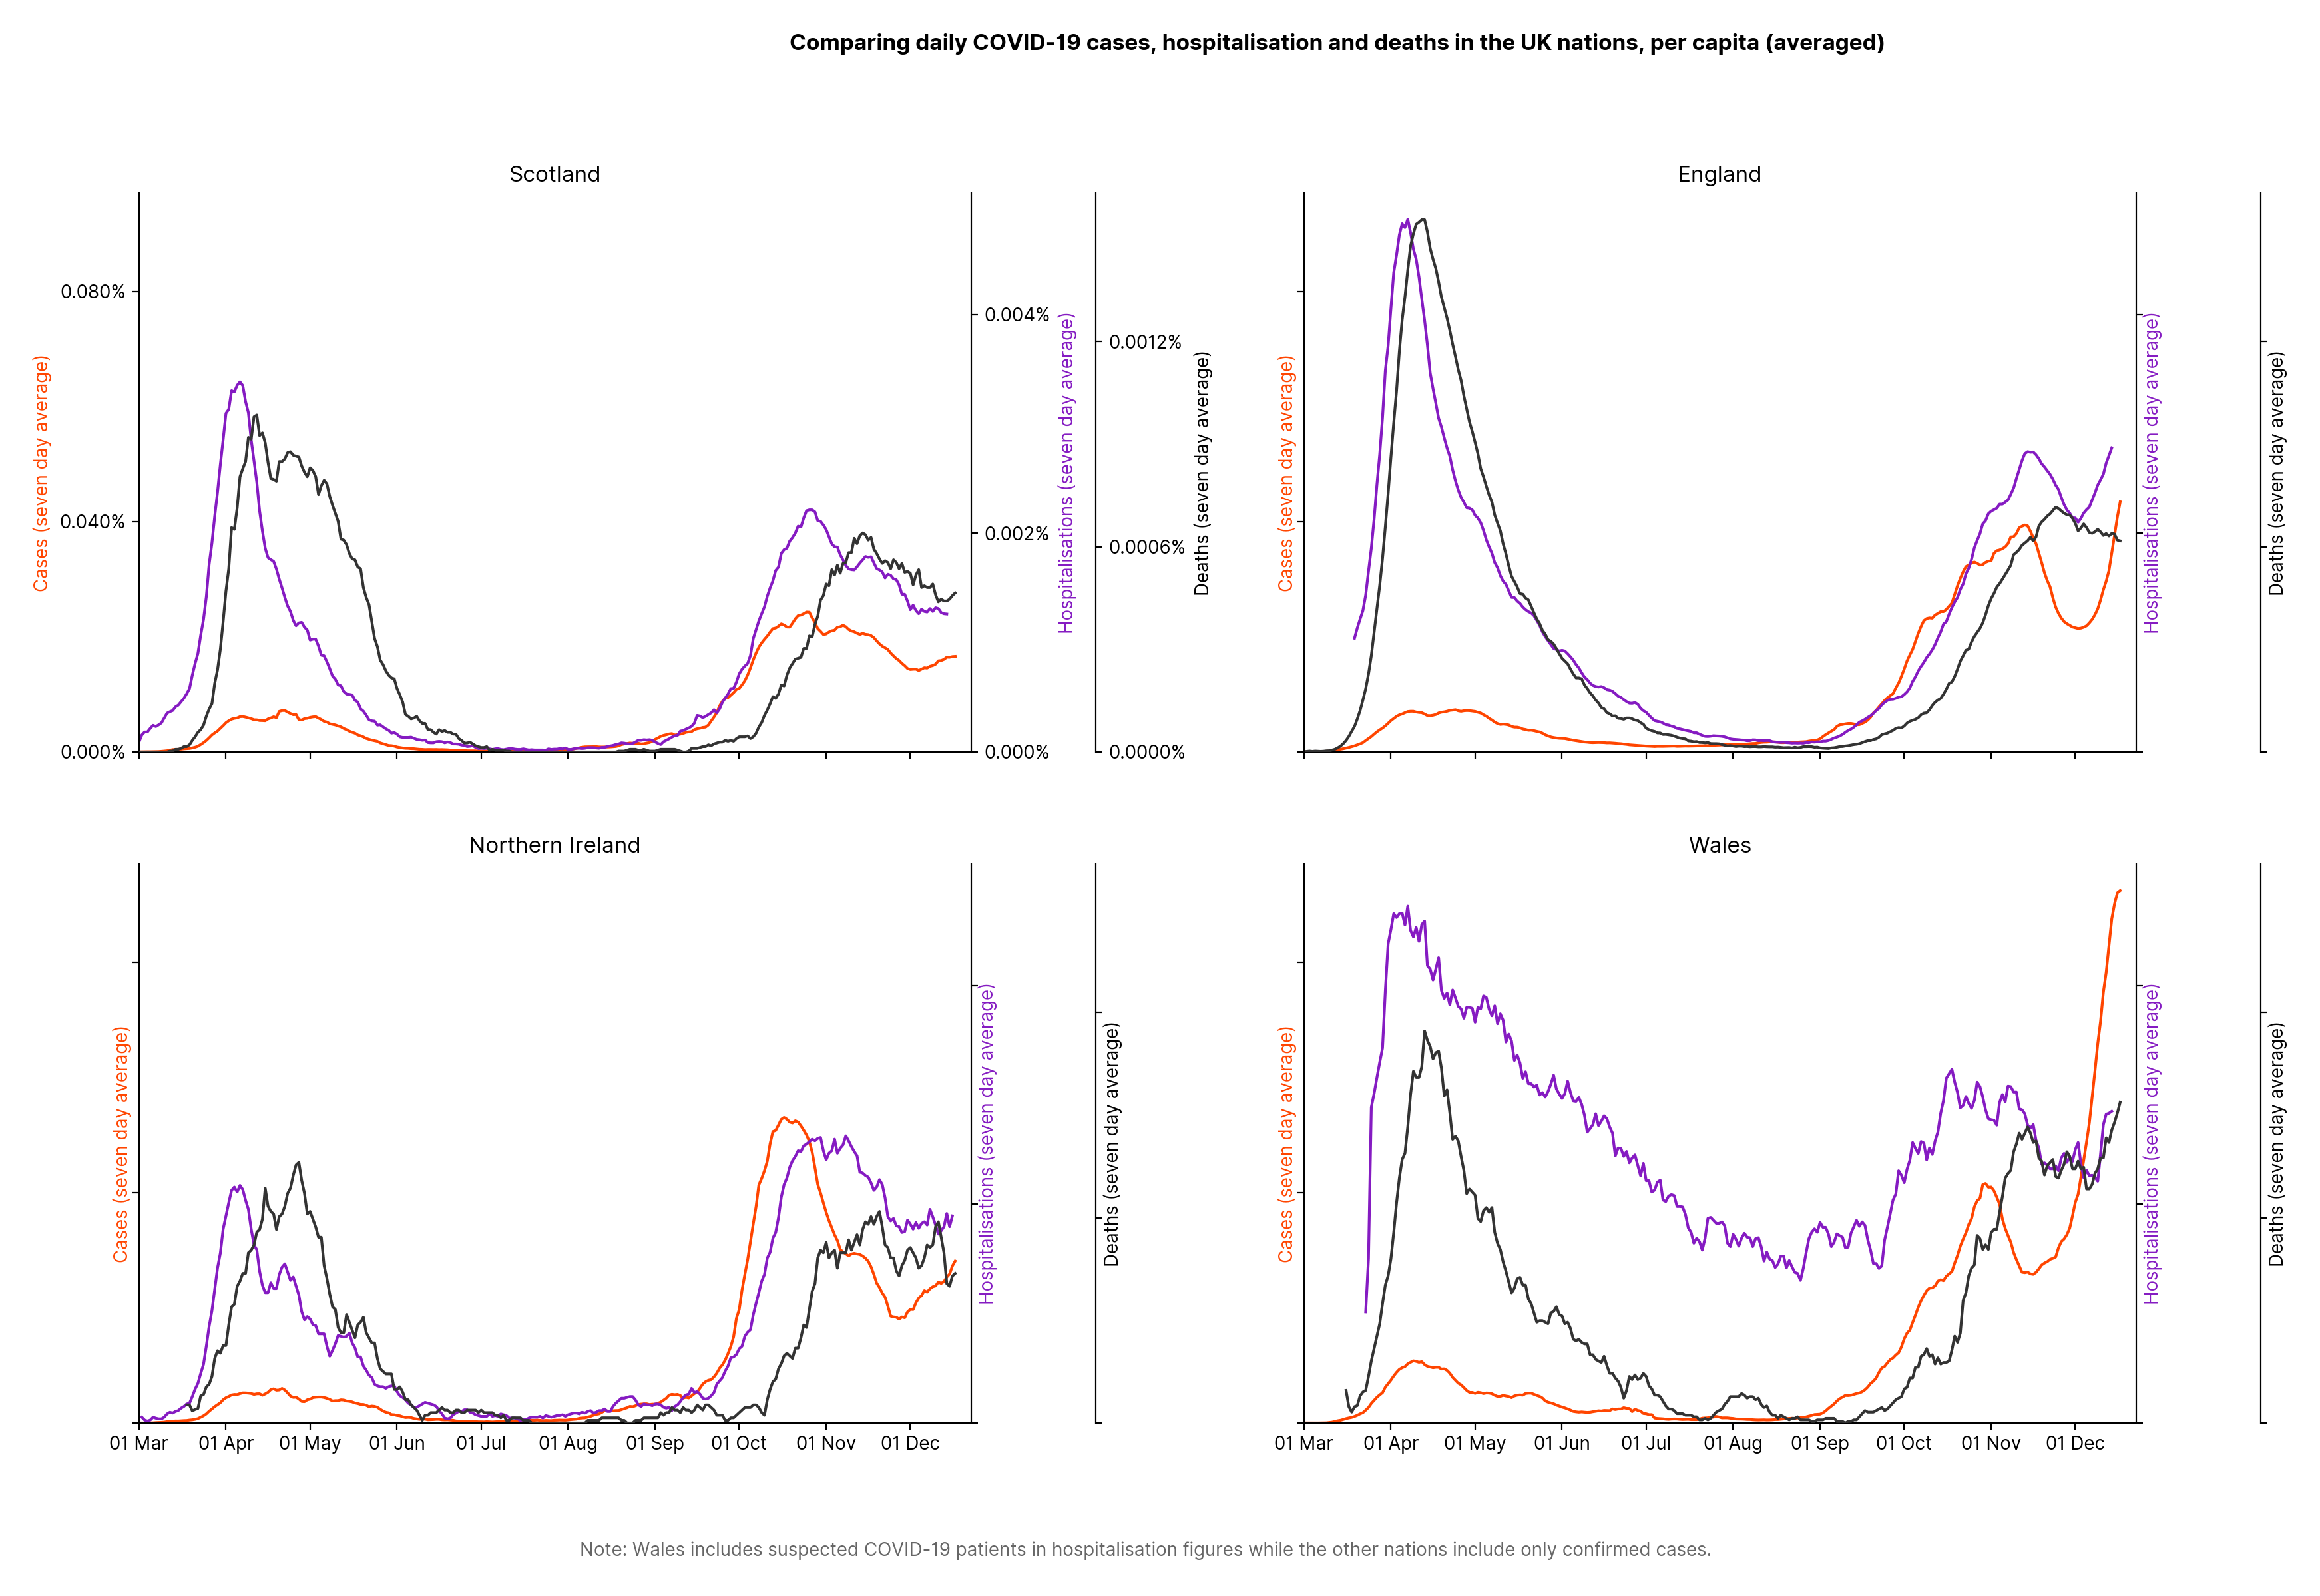 Comparing daily COVID-19 cases, hospitalisation and deaths in the UK nations, per capita (averaged)
Scotland
Cases (seven day average)
0.080%
0.040%
0.000%
0.004%
0.002%
0.000%
Hospitalisations (seven day average)
0.0012%
0.0006%
0.0000%
Deaths (seven day average)
England
Cases (seven day average)
Hospitalisations (seven day average)
Deaths (seven day average)
Northern Ireland
Cases (seven day average)
Hospitalisations (seven day average)
Deaths (seven day average)
01 Mar 01 Apr 01 May 01 Jun 01 Jul 01 Aug 01 Sep 01 Oct 01 Nov 01 Dec
Wales
Cases (seven day average)
Hospitalisations (seven day average)
Deaths (seven day average)
01 Mar 01 Apr 01 May 01 Jun 01 Jul 01 Aug 01 Sep 01 Oct 01 Nov 01 Dec
Note: Wales includes suspected COVID-19 patients in hospitalisation figures while the other nations include only confirmed cases.